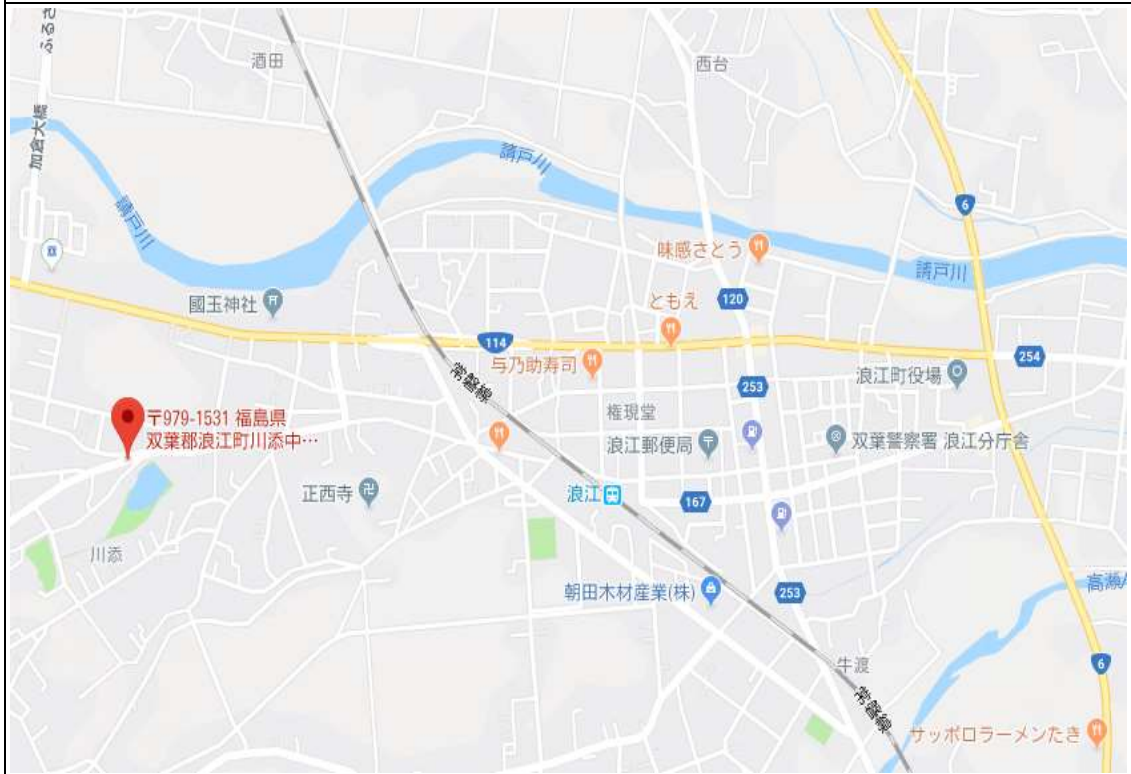 ふるさ
酒田
西台
加倉大橋
請戸川
請戸川
6
味感さとう
請戸川
國玉神社
ともえ
120
114
与乃助寿司
254
常磐線
253
浪江町役場
〒979-1531 福島県
双葉郡浪江町川添中…
権現堂
浪江郵便局
双葉警察署 浪江分庁舎
正西寺
浪江
167
川添
朝田木材産業(株)
253
高瀬
牛渡
6
常磐線
サッポロラーメンたき